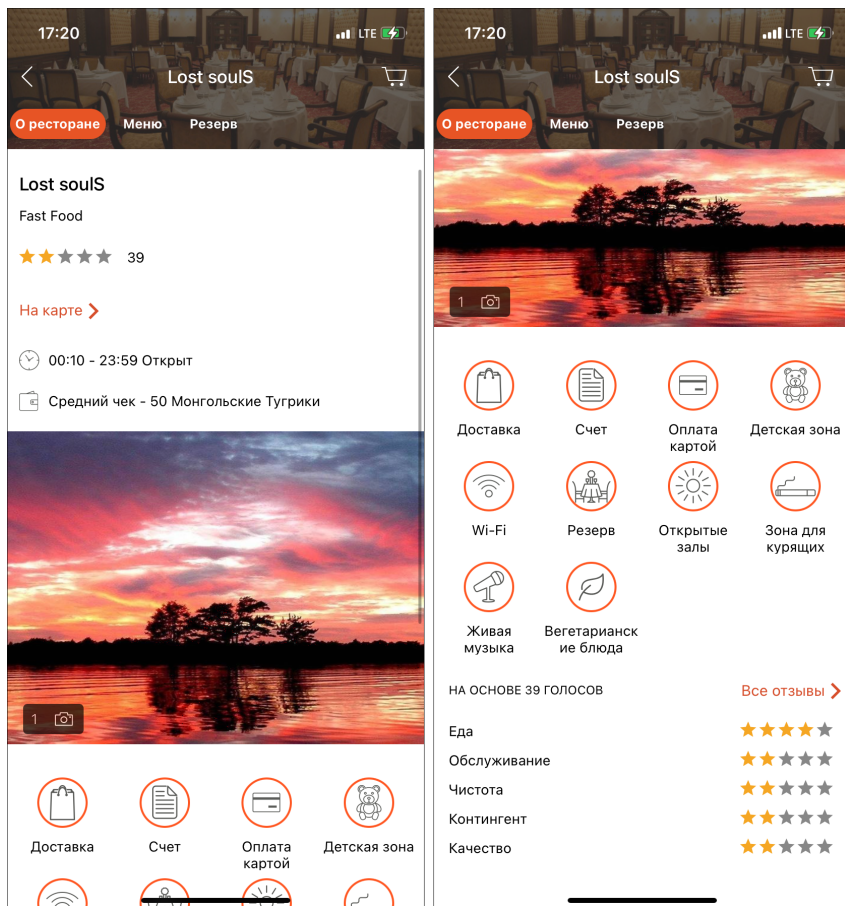 17:20
LTE
Lost soulS
О ресторане Меню Резерв
Lost soulS
Fast Food
39
На карте
00:10 - 23:59 Открыт
Средний чек - 50 Монгольские Тугрики
1
Доставка Счет Оплата картой Детская зона
17:20
LTE
Lost soulS
О ресторане Меню Резерв
1
Доставка Счет Оплата картой Детская зона
Wi-Fi Резерв Открытые залы Зона для курящих
Живая музыка Вегетарианск ие блюда
НА ОСНОВЕ 39 ГОЛОСОВ Все отзывы
Еда
Обслуживание
Чистота
Контингент
Качество